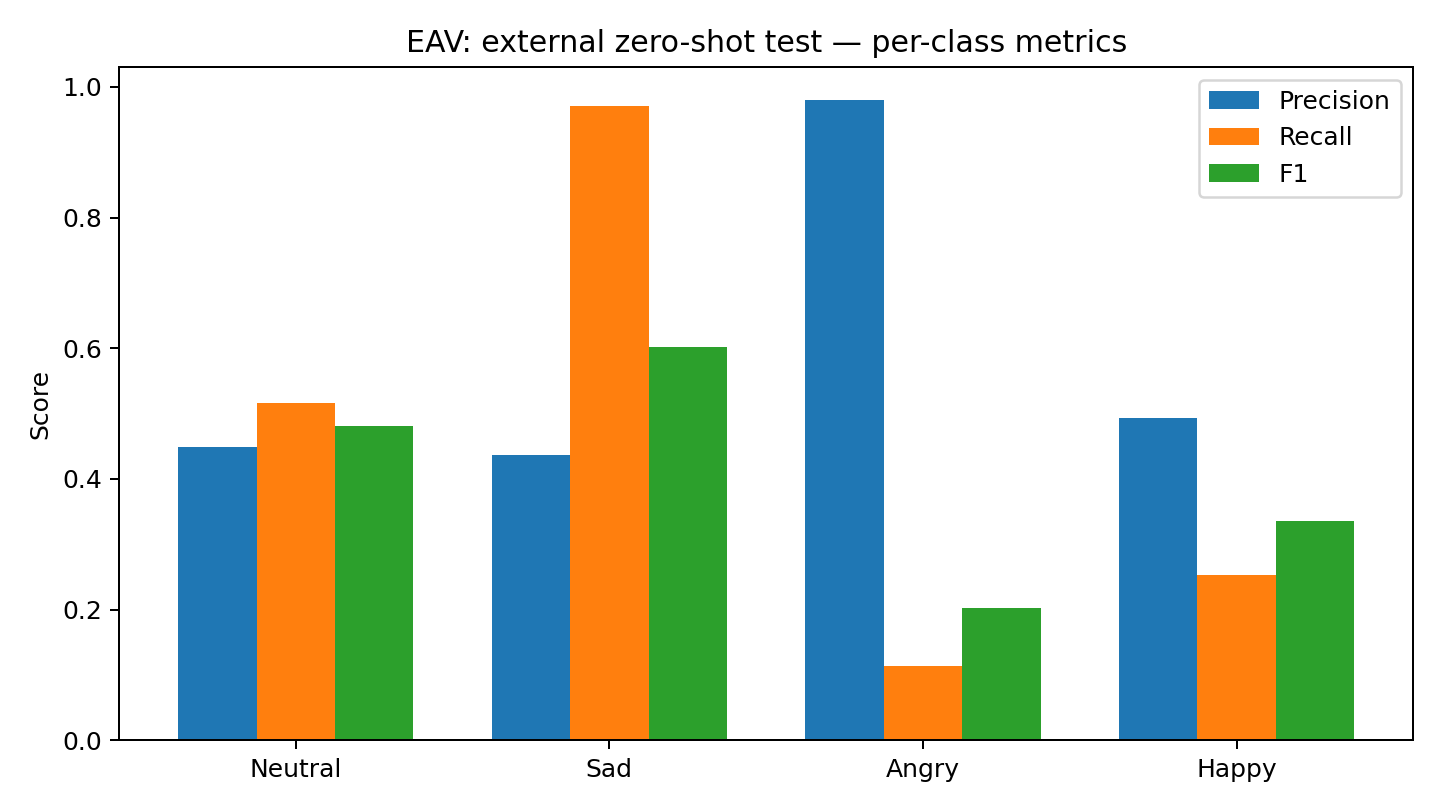 EAV: external zero-shot test — per-class metrics
Precision
Recall
F1
Score
1.0
0.8
0.6
0.4
0.2
0.0
Neutral
Sad
Angry
Happy